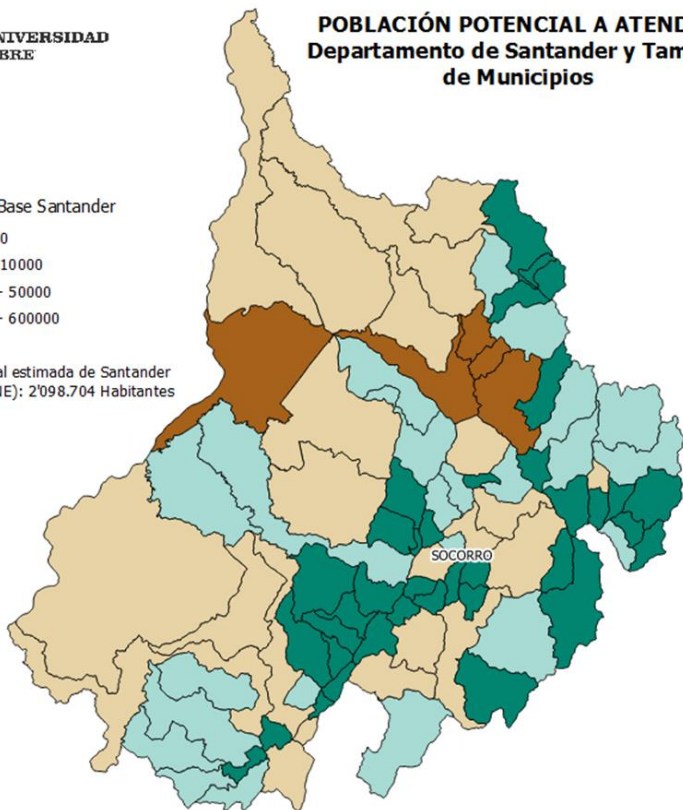 NIVERSIDAD
BRE
POBLACIÓN POTENCIAL A ATEND
Departamento de Santander y Tam
de Municipios
Base Santander
0
10000
- 50000
- 600000
al estimada de Santander
NE): 2'098.704 Habitantes
SOCORRO